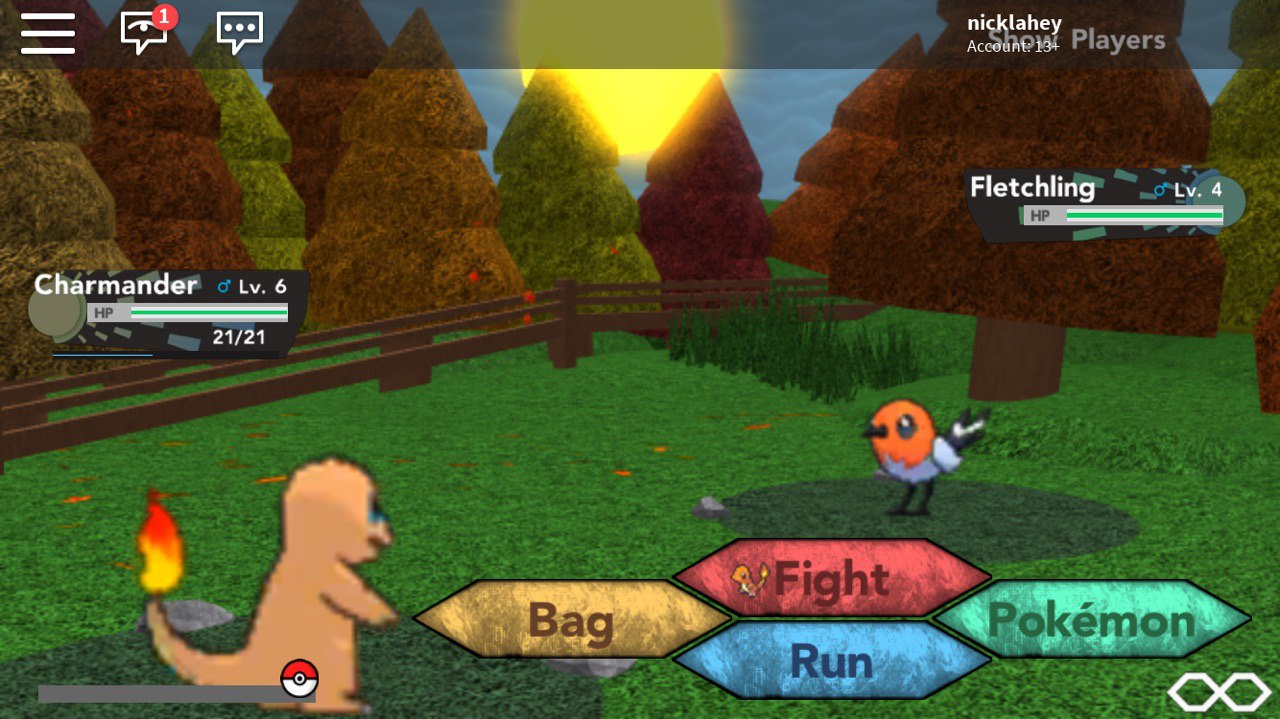 1
nicklahey
Account: 13+
Show Players
Fletchling ♂ Lv. 4
HP
Charmander ♂ Lv. 6
HP
21/21
Fight
Bag
Pokémon
Run